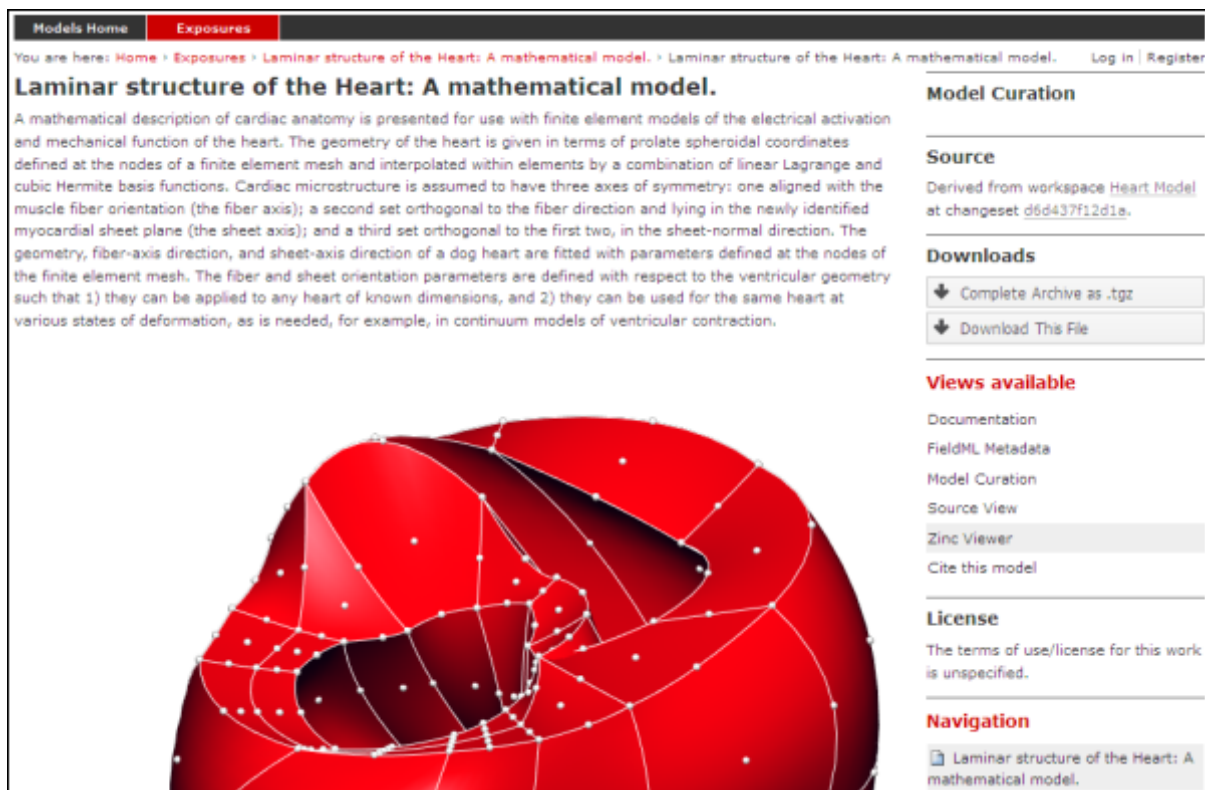 Models Home
Exposures
You are here: Home › Exposures › Laminar structure of the Heart: A mathematical model. › Laminar structure of the Heart: A mathematical model.
Log in | Register
Laminar structure of the Heart: A mathematical model.
A mathematical description of cardiac anatomy is presented for use with finite element models of the electrical activation
and mechanical function of the heart. The geometry of the heart is given in terms of prolate spheroidal coordinates
defined at the nodes of a finite element mesh and interpolated within elements by a combination of linear Lagrange and
cubic Hermite basis functions. Cardiac microstructure is assumed to have three axes of symmetry: one aligned with the
muscle fiber orientation (the fiber axis); a second set orthogonal to the fiber direction and lying in the newly identified
myocardial sheet plane (the sheet axis); and a third set orthogonal to the first two, in the sheet-normal direction. The
geometry, fiber-axis direction, and sheet-axis direction of a dog heart are fitted with parameters defined at the nodes of
the finite element mesh. The fiber and sheet orientation parameters are defined with respect to the ventricular geometry
such that 1) they can be applied to any heart of known dimensions, and 2) they can be used for the same heart at
various states of deformation, as is needed, for example, in continuum models of ventricular contraction.
Model Curation
Source
Derived from workspace Heart Model
at changeset d6d437f12d1a.
Downloads
Complete Archive as .tgz
Download This File
Views available
Documentation
FieldML Metadata
Model Curation
Source View
Zinc Viewer
Cite this model
License
The terms of use/license for this work
is unspecified.
Navigation
Laminar structure of the Heart: A
mathematical model.